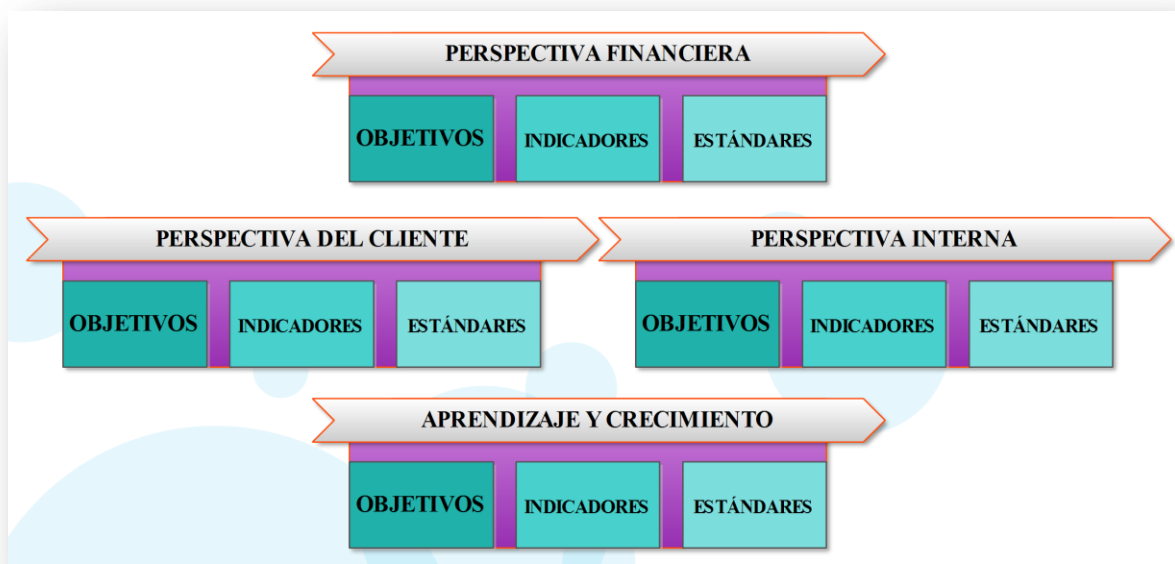 PERSPECTIVA FINANCIERA
OBJETIVOS
INDICADORES
ESTÁNDARES
PERSPECTIVA DEL CLIENTE
OBJETIVOS
INDICADORES
ESTÁNDARES
PERSPECTIVA INTERNA
OBJETIVOS
INDICADORES
ESTÁNDARES
APRENDIZAJE Y CRECIMIENTO
OBJETIVOS
INDICADORES
ESTÁNDARES